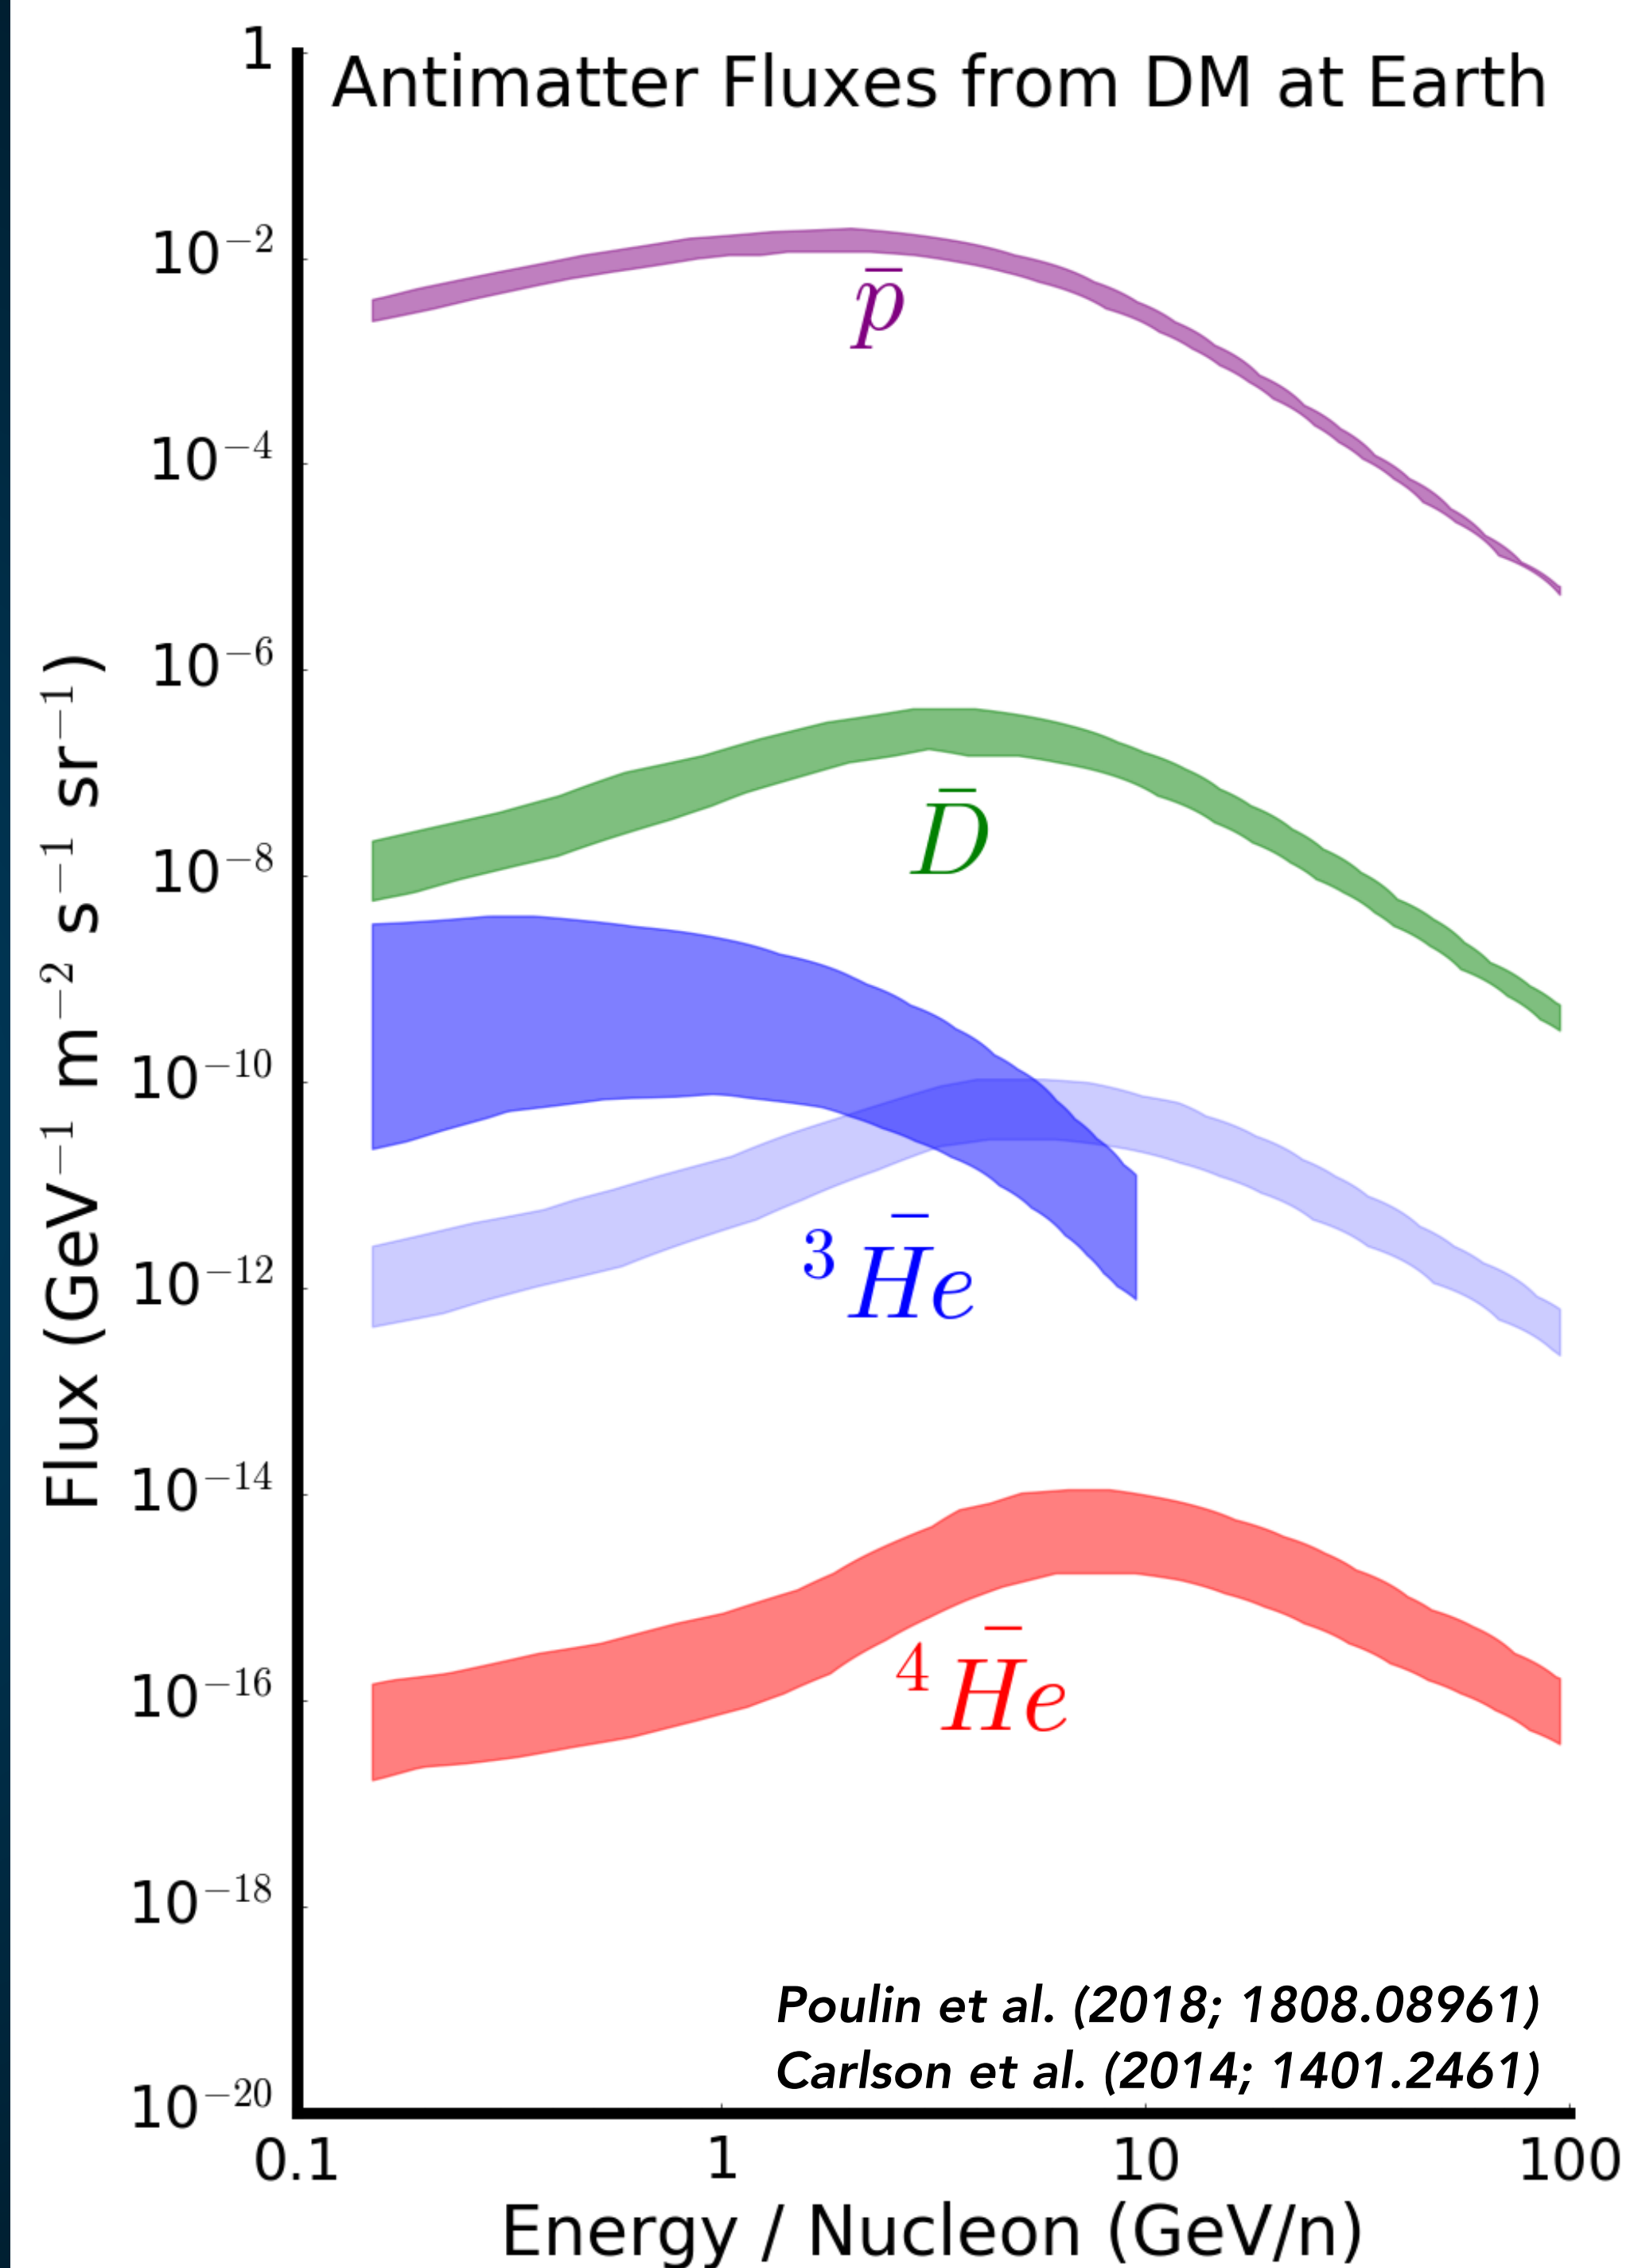 Antimatter Fluxes from DM at Earth
1
10⁻²
10⁻⁴
10⁻⁶
10⁻⁸
10⁻¹⁰
10⁻¹²
10⁻¹⁴
10⁻¹⁶
10⁻¹⁸
10⁻²⁰
Flux (GeV⁻¹ m⁻² s⁻¹ sr⁻¹)
p̄
D̄
³H̄e
⁴H̄e
Poulin et al. (2018; 1808.08961)
Carlson et al. (2014; 1401.2461)
0.1 1 10 100
Energy / Nucleon (GeV/n)